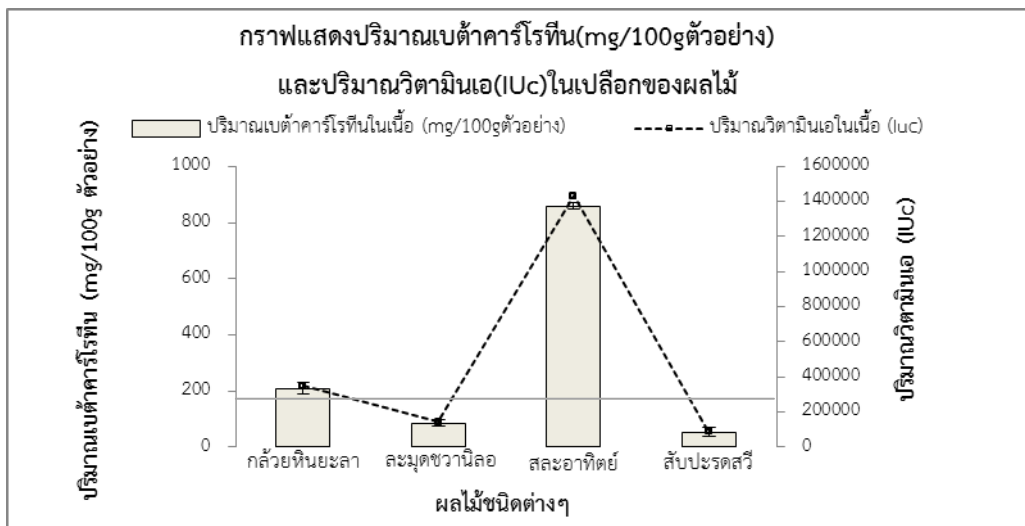 กราฟแสดงปริมาณเบต้าคาร์โรทีน(mg/100gตัวอย่าง)
และปริมาณวิตามินเอ(IUc)ในเปลือกของผลไม้
ปริมาณเบต้าคาร์โรทีนในเนื้อ (mg/100gตัวอย่าง)
ปริมาณวิตามินเอในเนื้อ (Iuc)
ปริมาณเบต้าคาร์โรทีน (mg/100g ตัวอย่าง)
1000
800
600
400
200
0
1600000
1400000
1200000
1000000
800000
600000
400000
200000
0
ปริมาณวิตามินเอ (IUc)
กล้วยหินยะลา
ละมุดชวานิลอ
สละอาทิตย์
สับปะรดสวี
ผลไม้ชนิดต่างๆ